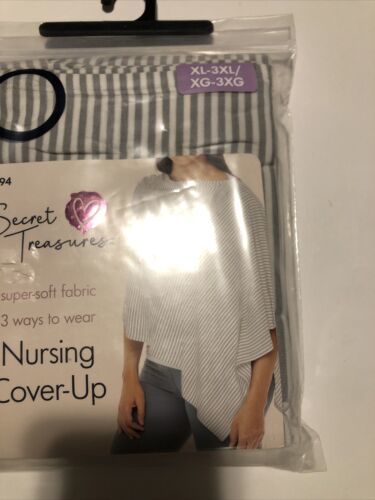 XL-3XL/
XG-3XG
94
Secret
Treasures
super-soft fabric
3 ways to wear
Nursing
Cover-Up